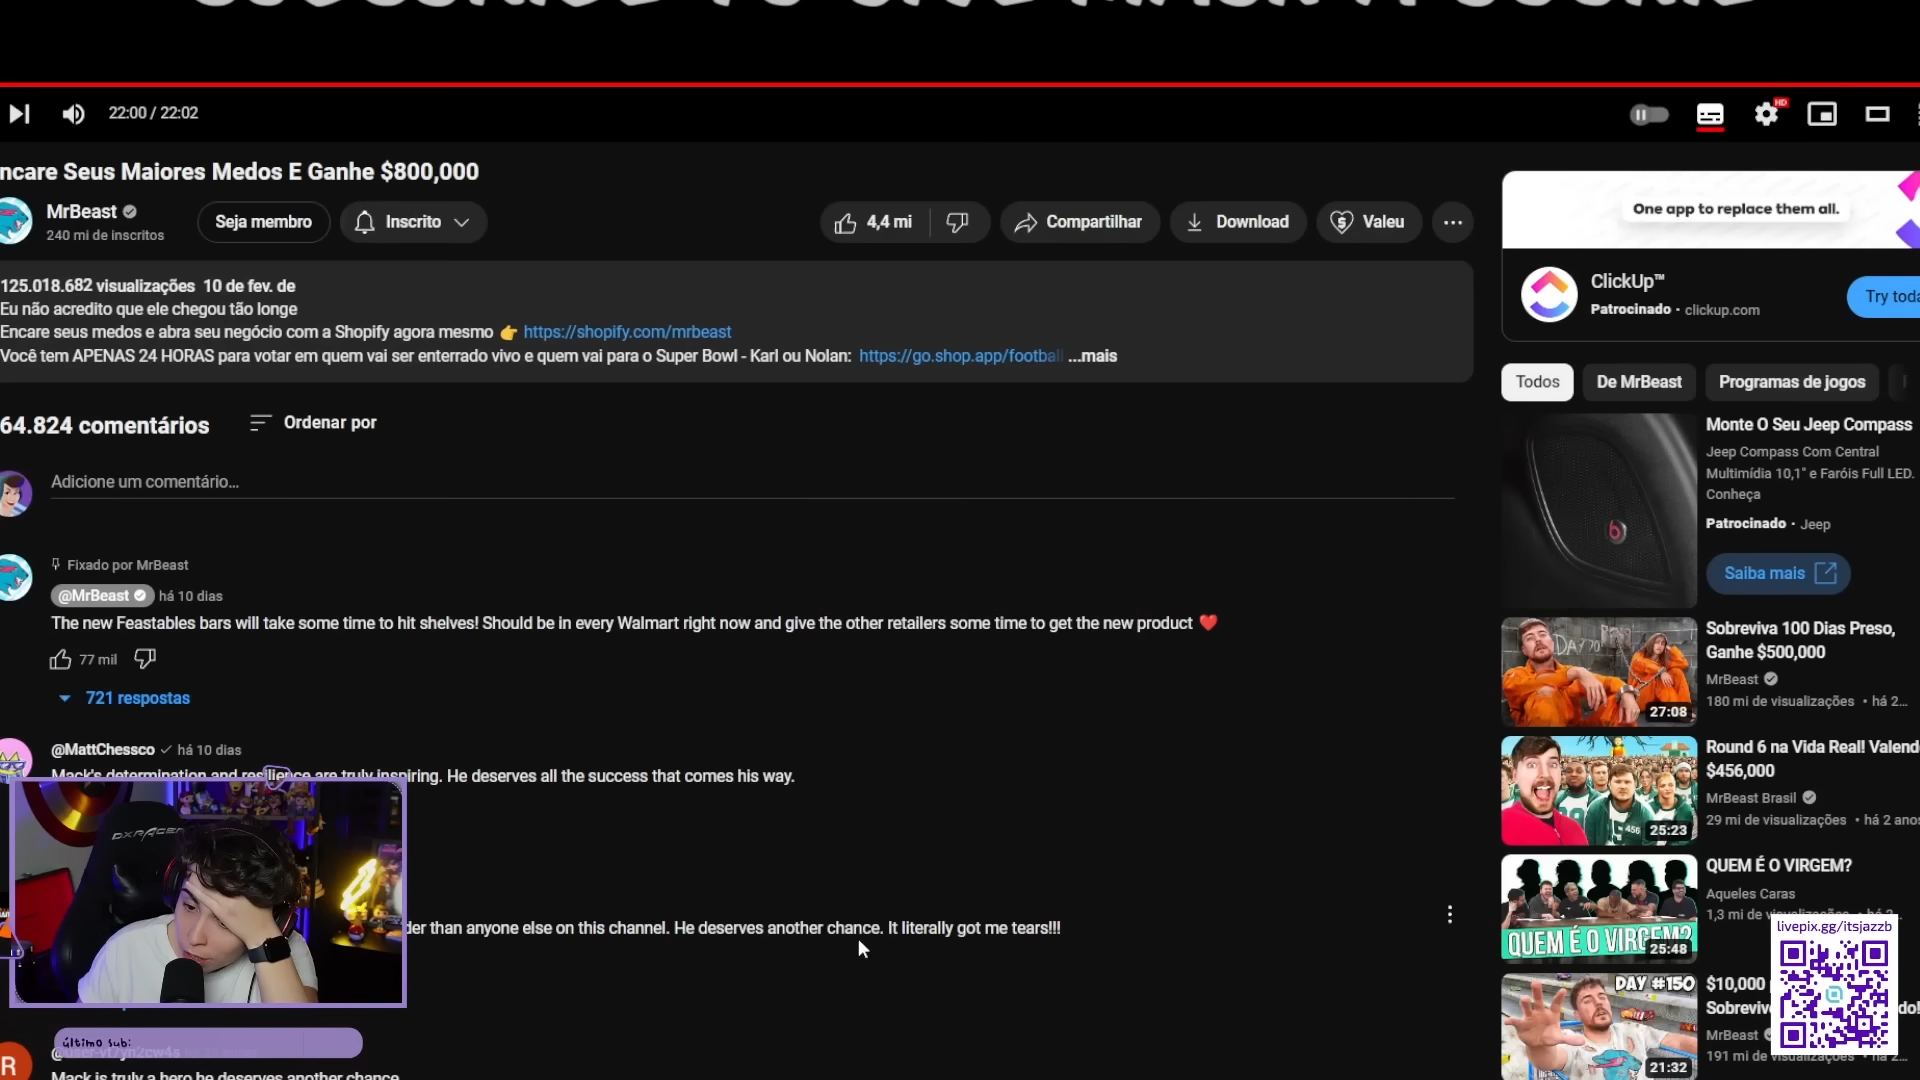 22:00 / 22:02
HD
ncare Seus Maiores Medos E Ganhe $800,000
MrBeast
240 mi de inscritos
Seja membro
Inscrito
4,4 mi
Compartilhar
Download
Valeu
...
125.018.682 visualizações 10 de fev. de
Eu não acredito que ele chegou tão longe
Encare seus medos e abra seu negócio com a Shopify agora mesmo 👉 https://shopify.com/mrbeast
Você tem APENAS 24 HORAS para votar em quem vai ser enterrado vivo e quem vai para o Super Bowl - Karl ou Nolan: https://go.shop.app/football ...mais
64.824 comentários
Ordenar por
Adicione um comentário...
Fixado por MrBeast
@MrBeast há 10 dias
The new Feastables bars will take some time to hit shelves! Should be in every Walmart right now and give the other retailers some time to get the new product ❤️
77 mil
721 respostas
@MattChessco há 10 dias
Mack's determination and resilience are truly inspiring. He deserves all the success that comes his way.
DXRACER
der than anyone else on this channel. He deserves another chance. It literally got me tears!!!
último sub:
R
Mack is truly a hero he deserves another chance
One app to replace them all.
ClickUp™
Patrocinado · clickup.com
Try toda
Todos
De MrBeast
Programas de jogos
Monte O Seu Jeep Compass
Jeep Compass Com Central
Multimídia 10,1" e Faróis Full LED.
Conheça
Patrocinado · Jeep
Saiba mais
DAY 70
27:08
Sobreviva 100 Dias Preso,
Ganhe $500,000
MrBeast
180 mi de visualizações • há 2...
456
25:23
Round 6 na Vida Real! Valend
$456,000
MrBeast Brasil
29 mi de visualizações • há 2 anos
QUEM É O VIRGEM?
25:48
QUEM É O VIRGEM?
Aqueles Caras
1,3 mi de visualizações • há 2...
livepix.gg/itsjazzb
DAY #150
21:32
$10,000
Sobreviv
do!
MrBeast
191 mi de visualizações • há 2...